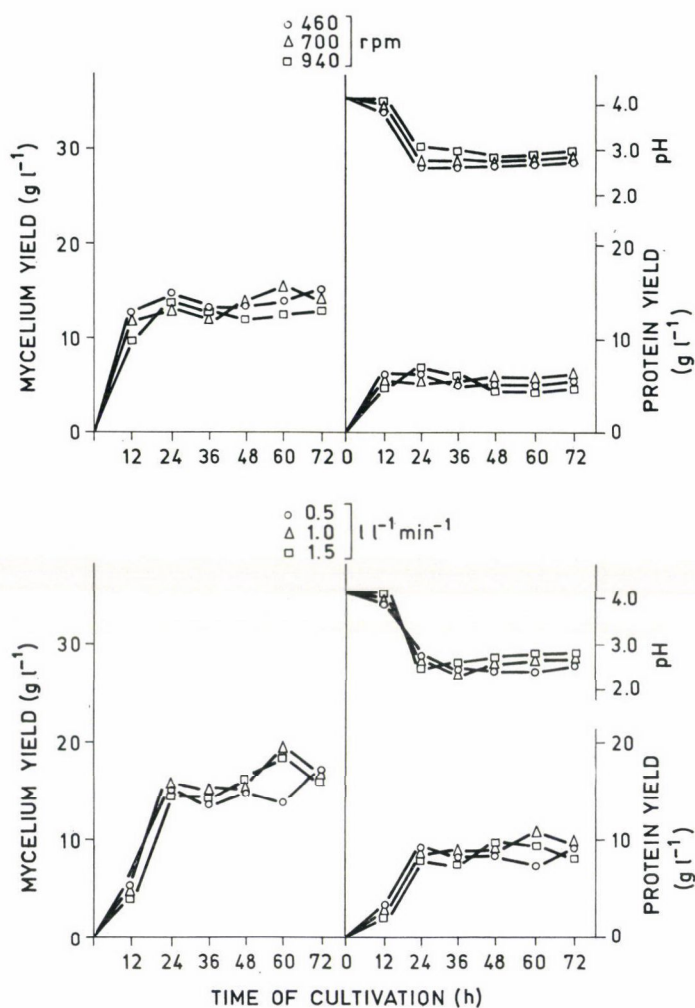 ○ 460
△ 700 rpm
□ 940
MYCELIUM YIELD (g l⁻¹)
30
20
10
0
12 24 36 48 60 72
4.0
3.0
2.0
pH
20
10
0
PROTEIN YIELD (g l⁻¹)
0 12 24 36 48 60 72
○ 0.5
△ 1.0 l l⁻¹ min⁻¹
□ 1.5
MYCELIUM YIELD (g l⁻¹)
30
20
10
0
12 24 36 48 60 72
4.0
3.0
2.0
pH
20
10
0
PROTEIN YIELD (g l⁻¹)
0 12 24 36 48 60 72
TIME OF CULTIVATION (h)